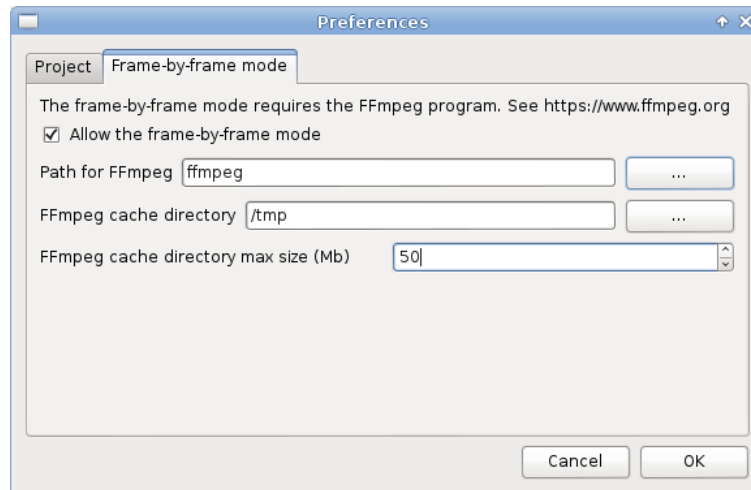 Preferences
Project Frame-by-frame mode
The frame-by-frame mode requires the FFmpeg program. See https://www.ffmpeg.org
Allow the frame-by-frame mode
Path for FFmpeg ffmpeg ...
FFmpeg cache directory /tmp ...
FFmpeg cache directory max size (Mb) 50
Cancel OK